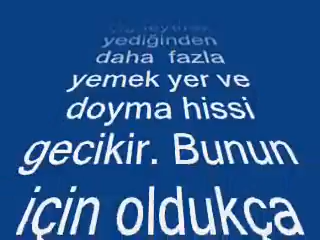 yediğinden
daha fazla
yemek yer ve
doyma hissi
gecikir. Bunun
için oldukça